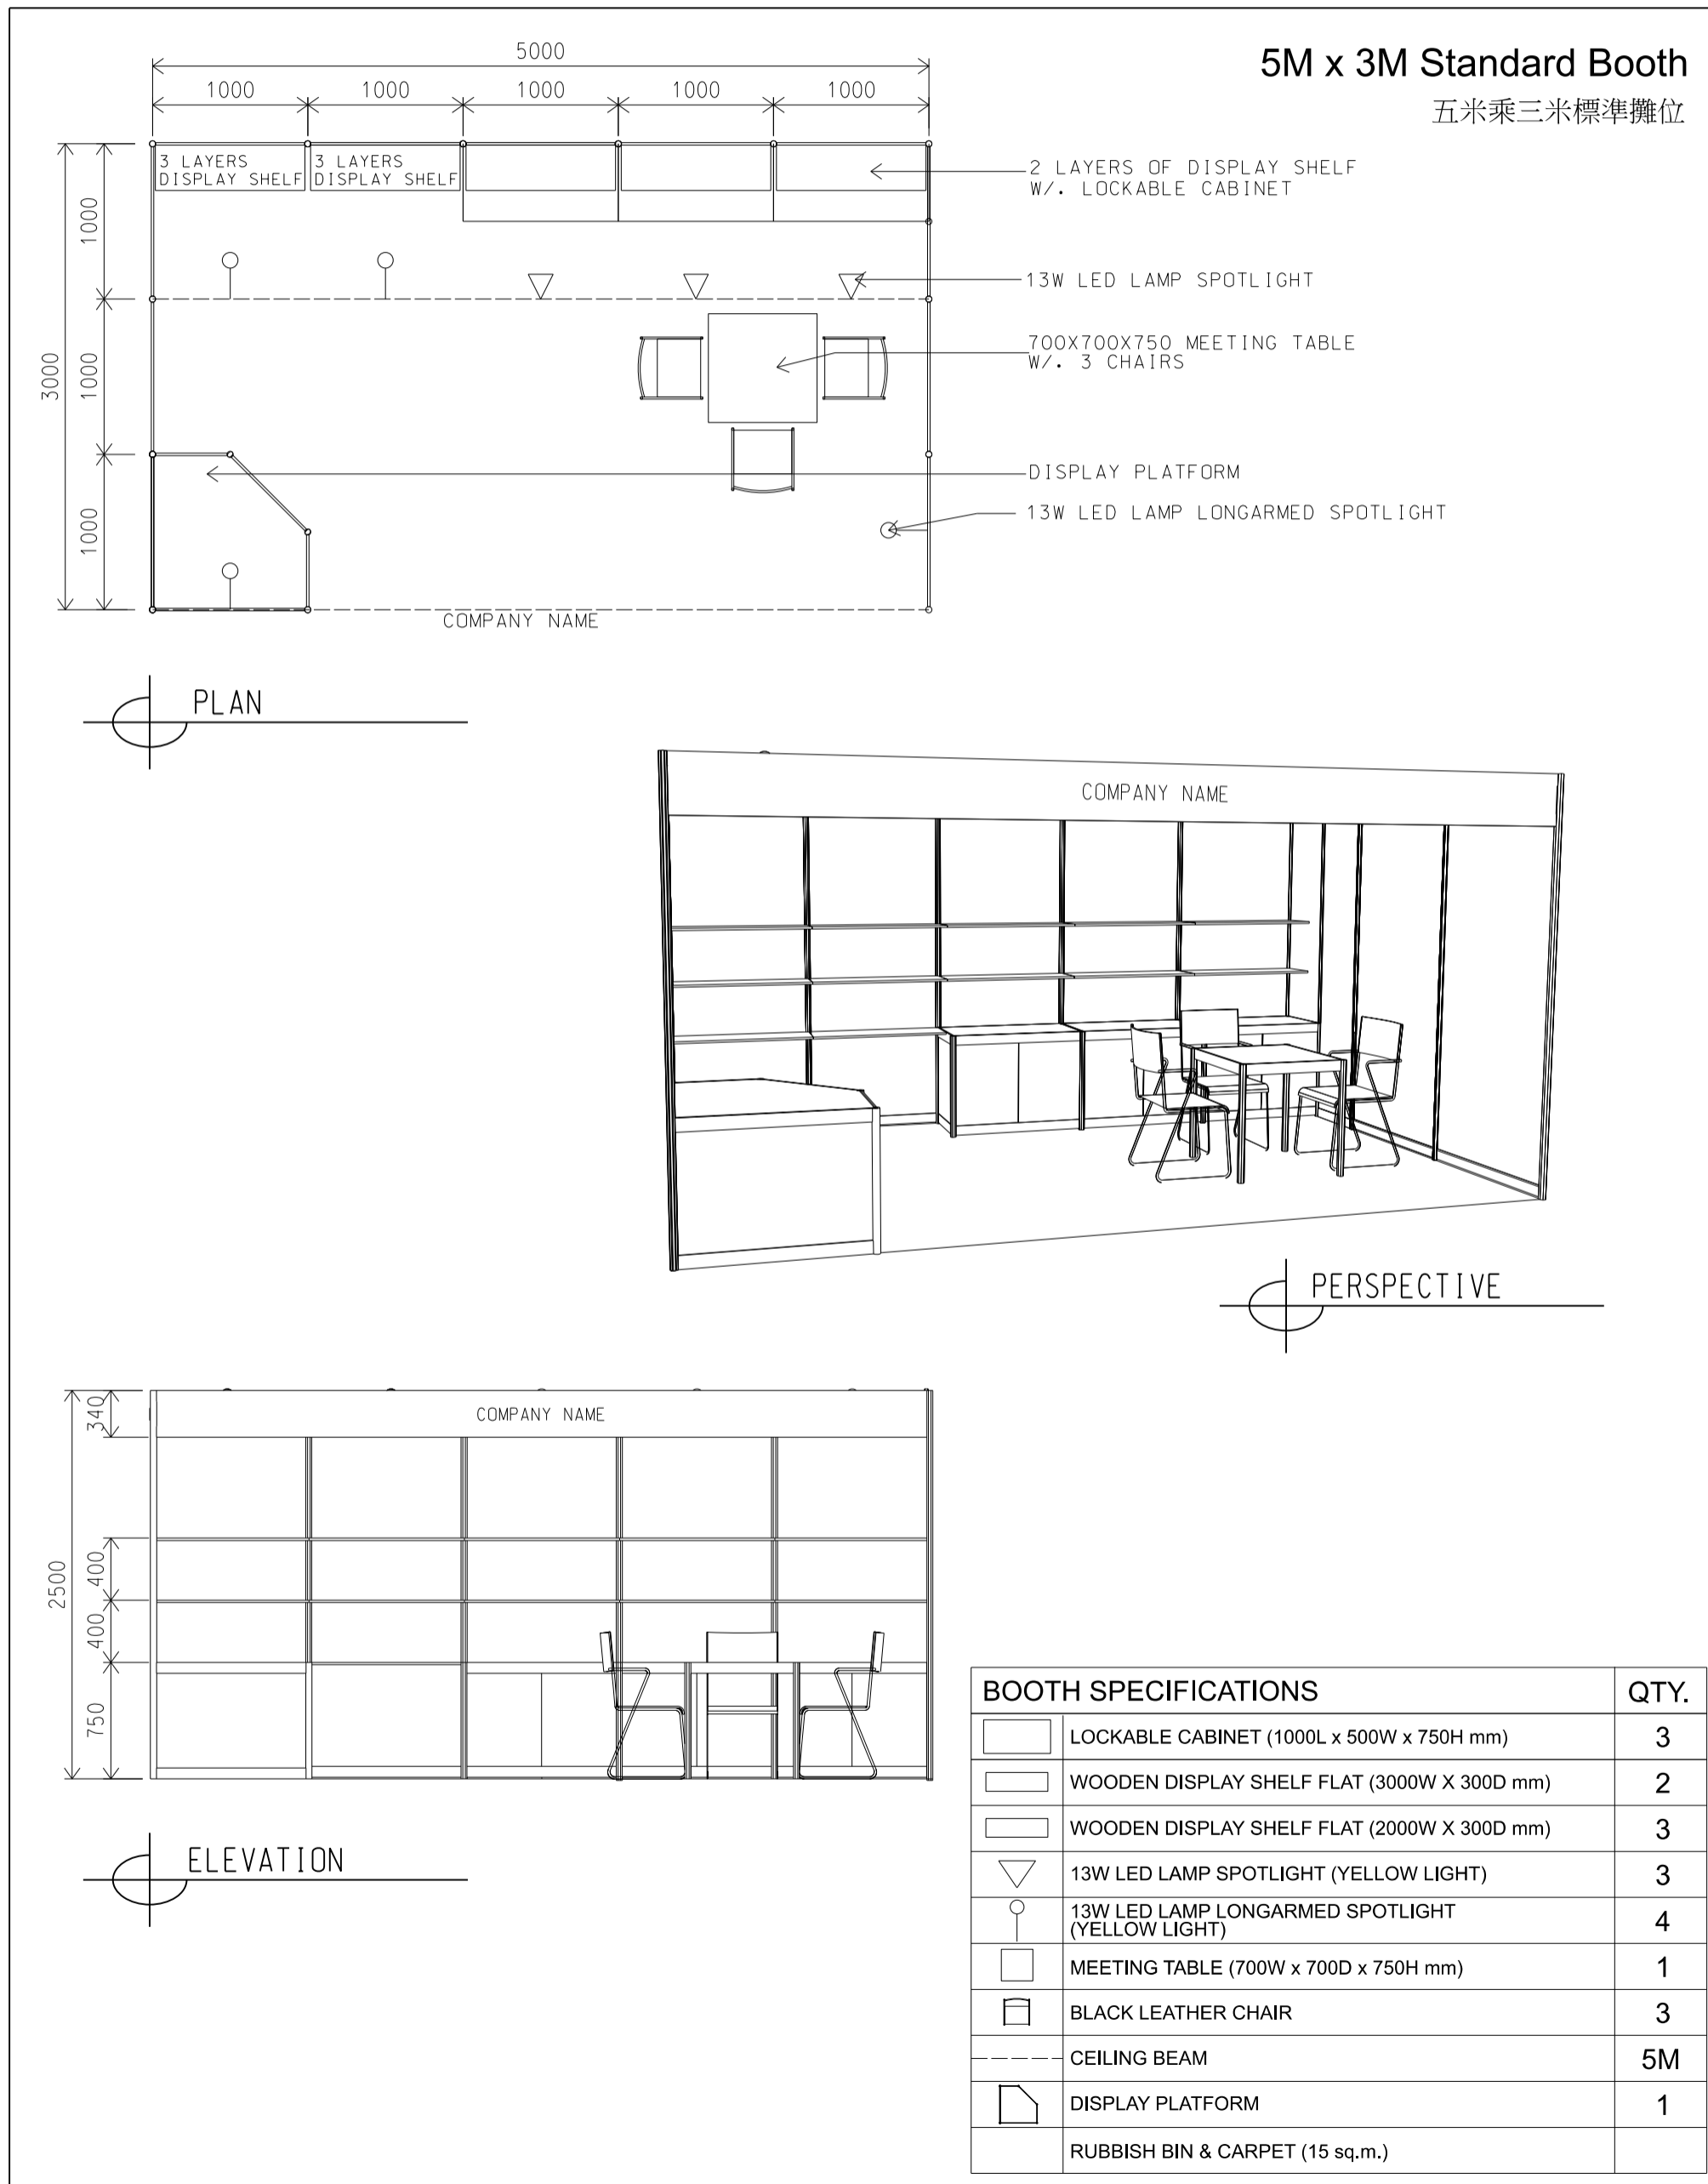 5M x 3M Standard Booth
五米乘三米標準攤位
5000
1000 1000 1000 1000 1000
3 LAYERS
DISPLAY SHELF
3 LAYERS
DISPLAY SHELF
2 LAYERS OF DISPLAY SHELF
W/. LOCKABLE CABINET
3000
1000
1000
1000
13W LED LAMP SPOTLIGHT
700X700X750 MEETING TABLE
W/. 3 CHAIRS
DISPLAY PLATFORM
13W LED LAMP LONGARMED SPOTLIGHT
COMPANY NAME
PLAN
COMPANY NAME
PERSPECTIVE
COMPANY NAME
2500
340
400
400
750
ELEVATION
BOOTH SPECIFICATIONS QTY.
LOCKABLE CABINET (1000L x 500W x 750H mm) 3
WOODEN DISPLAY SHELF FLAT (3000W X 300D mm) 2
WOODEN DISPLAY SHELF FLAT (2000W X 300D mm) 3
13W LED LAMP SPOTLIGHT (YELLOW LIGHT) 3
13W LED LAMP LONGARMED SPOTLIGHT
(YELLOW LIGHT) 4
MEETING TABLE (700W x 700D x 750H mm) 1
BLACK LEATHER CHAIR 3
CEILING BEAM 5M
DISPLAY PLATFORM 1
RUBBISH BIN & CARPET (15 sq.m.)